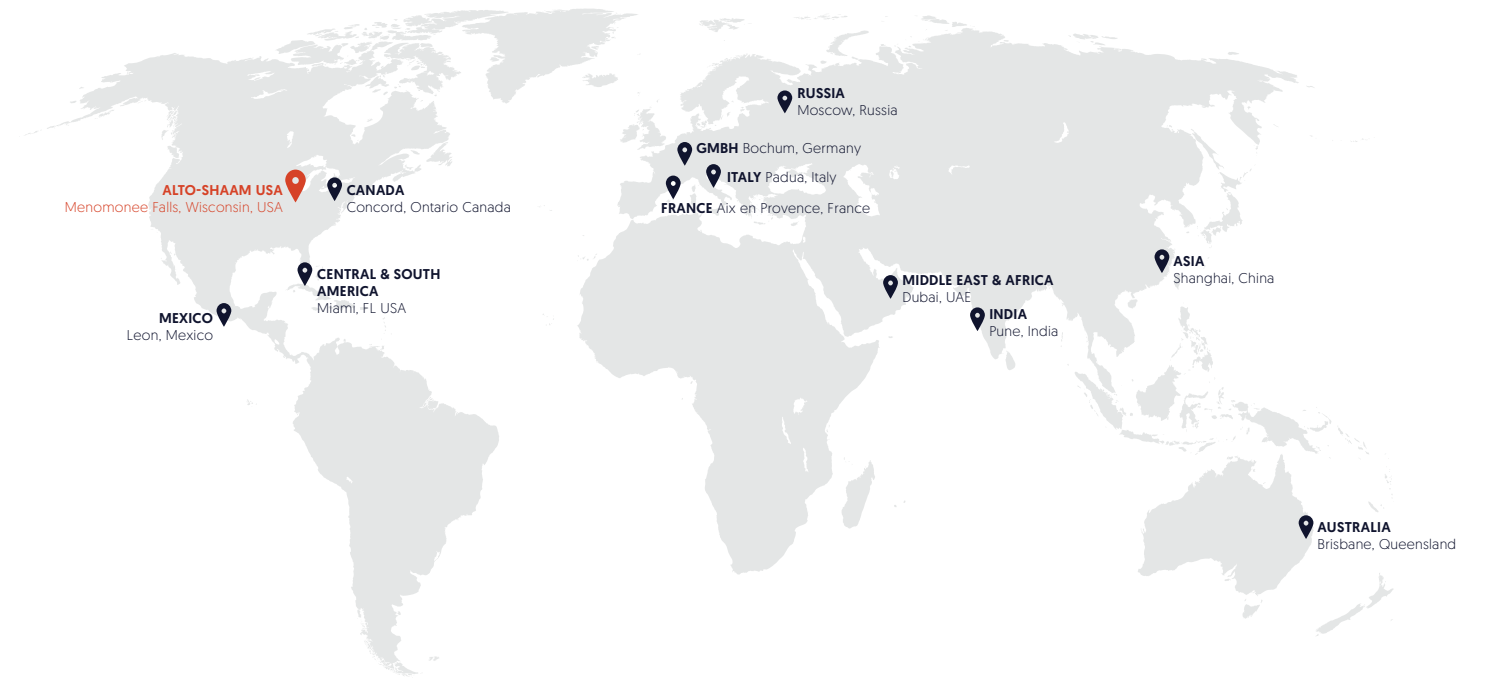 RUSSIA
Moscow, Russia
GMBH Bochum, Germany
ITALY Padua, Italy
FRANCE Aix en Provence, France
ALTO-SHAAM USA
Menomonee Falls, Wisconsin, USA
CANADA
Concord, Ontario Canada
CENTRAL & SOUTH
AMERICA
Miami, FL USA
MEXICO
Leon, Mexico
MIDDLE EAST & AFRICA
Dubai, UAE
INDIA
Pune, India
ASIA
Shanghai, China
AUSTRALIA
Brisbane, Queensland